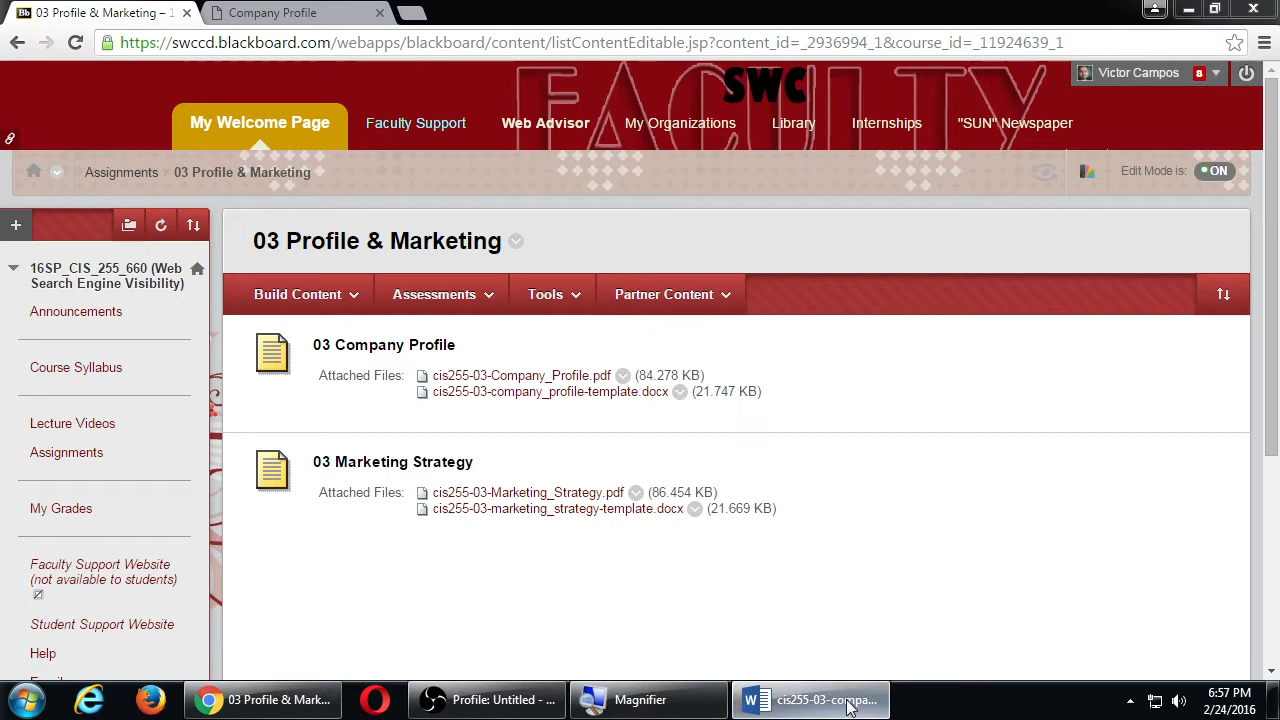 03 Profile & Marketing – 1
Company Profile
https://swccd.blackboard.com/webapps/blackboard/content/listContentEditable.jsp?content_id=_2936994_1&course_id=_11924639_1
FACULTY
SWC
Victor Campos 8
My Welcome Page
Faculty Support
Web Advisor
My Organizations
Library
Internships
"SUN" Newspaper
Assignments
03 Profile & Marketing
Edit Mode is: ON
16SP_CIS_255_660 (Web
Search Engine Visibility)
Announcements
Course Syllabus
Lecture Videos
Assignments
My Grades
Faculty Support Website
(not available to students)
Student Support Website
Help
03 Profile & Marketing
Build Content
Assessments
Tools
Partner Content
03 Company Profile
Attached Files: cis255-03-Company_Profile.pdf (84.278 KB)
cis255-03-company_profile-template.docx (21.747 KB)
03 Marketing Strategy
Attached Files: cis255-03-Marketing_Strategy.pdf (86.454 KB)
cis255-03-marketing_strategy-template.docx (21.669 KB)
03 Profile & Mark...
Profile: Untitled - ...
Magnifier
cis255-03-compa...
6:57 PM
2/24/2016